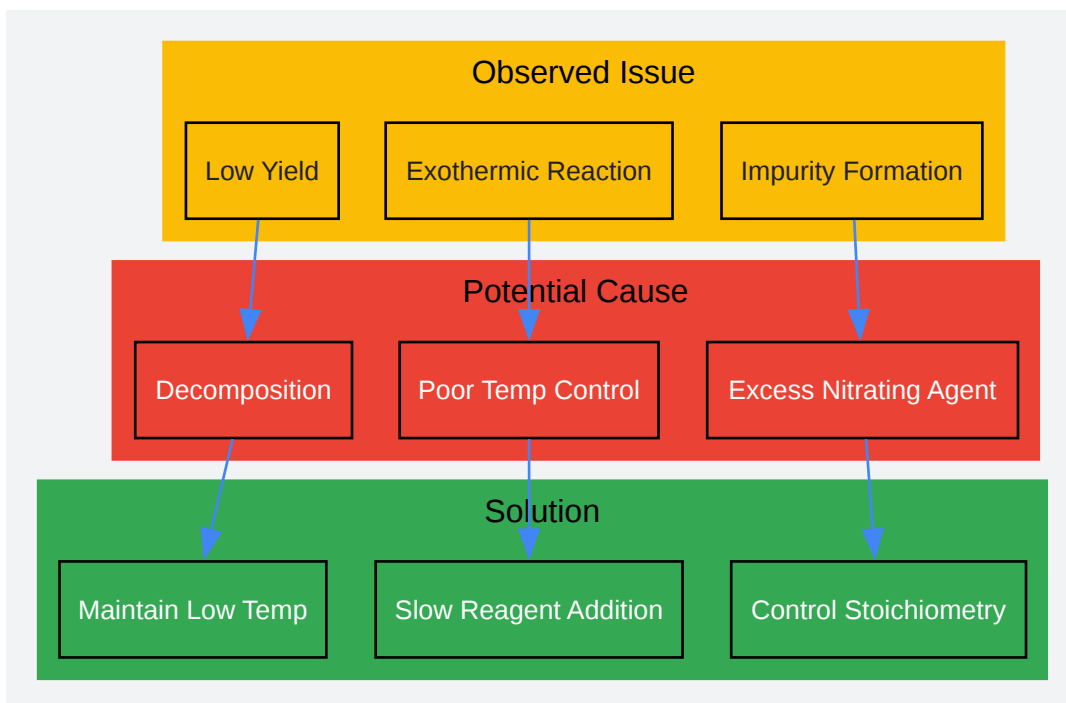 Observed Issue
Low Yield
Exothermic Reaction
Impurity Formation
Potential Cause
Decomposition
Poor Temp Control
Excess Nitrating Agent
Solution
Maintain Low Temp
Slow Reagent Addition
Control Stoichiometry